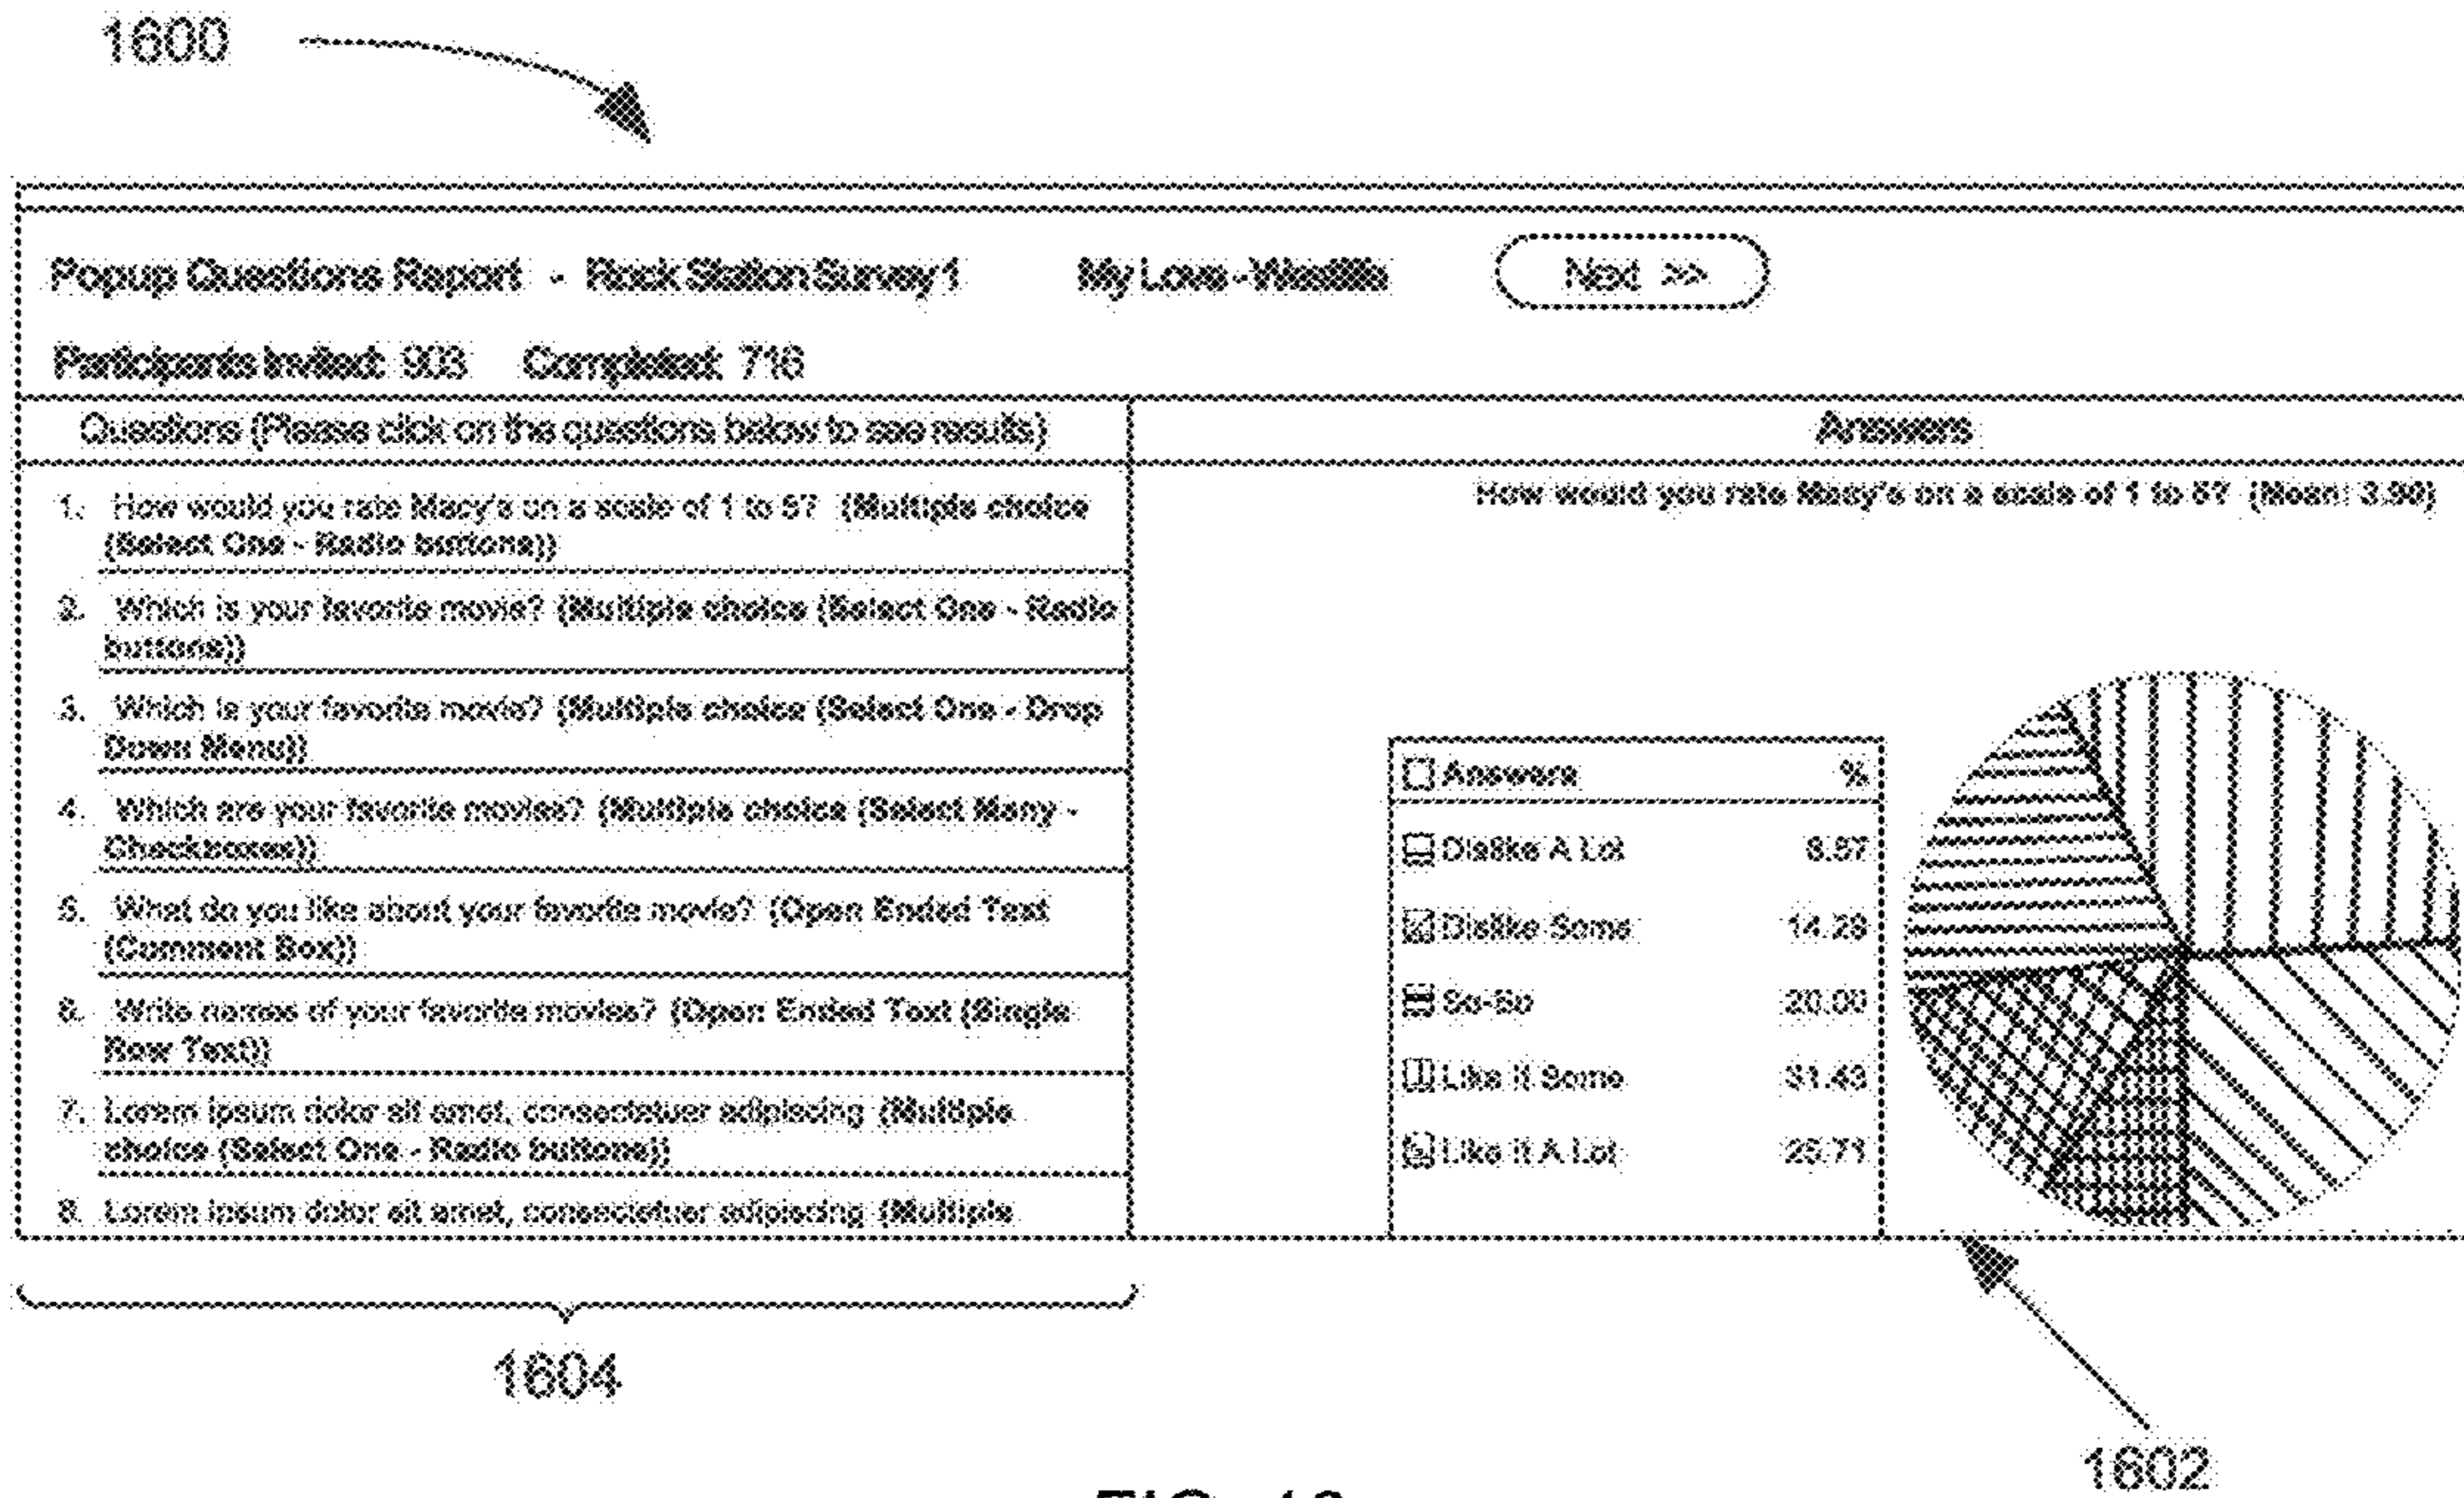 1600
Popup Questions Report - Rock Station Survey 1 My Love - Westlife Next >>
Participants Invited: 903 Completed: 716
Questions (Please click on the questions below to see results)
Answers
1. How would you rate Macy's on a scale of 1 to 5? (Multiple choice
(Select One - Radio buttons))
2. Which is your favorite movie? (Multiple choice (Select One - Radio
buttons))
3. Which is your favorite movie? (Multiple choice (Select One - Drop
Down Menu))
4. Which are your favorite movies? (Multiple choice (Select Many -
Checkboxes))
5. What do you like about your favorite movie? (Open Ended Text
(Comment Box))
6. Write names of your favorite movies? (Open Ended Text (Single
Row Text))
7. Lorem ipsum dolor sit amet, consectetuer adipiscing (Multiple
choice (Select One - Radio buttons))
8. Lorem ipsum dolor sit amet, consectetuer adipiscing (Multiple
How would you rate Macy's on a scale of 1 to 5? (Mean:
Answers %
Dislike A Lot 8.57
Dislike Some 14.29
So-So 20.00
Like it Some 31.43
Like it A Lot 25.71
1604
1602